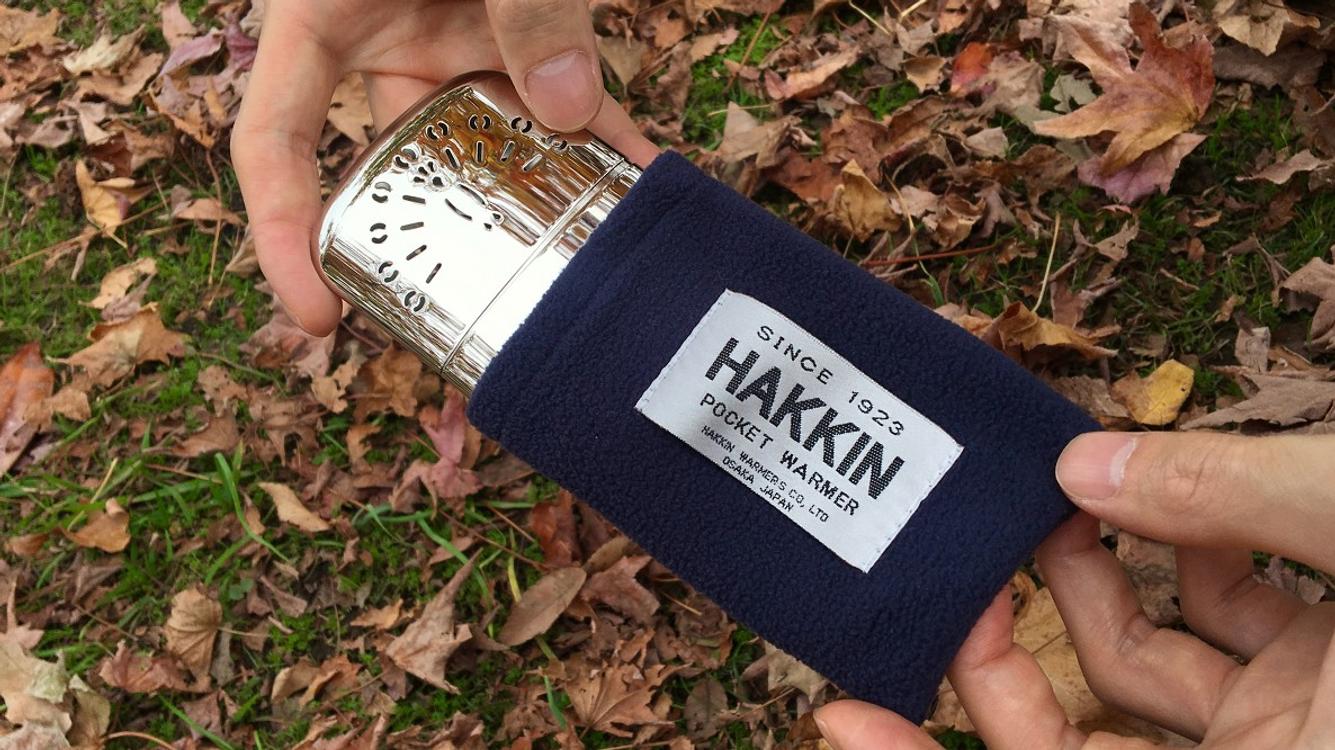 SINCE 1923
HAKKIN
POCKET WARMER
HAKKIN WARMERS CO., LTD
OSAKA JAPAN